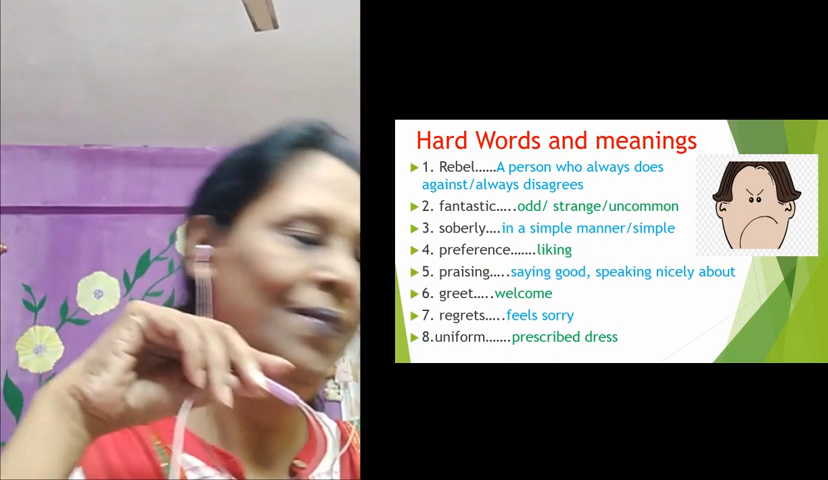 Hard Words and meanings
1. Rebel......A person who always does
against/always disagrees
2. fantastic.....odd/ strange/uncommon
3. soberly....in a simple manner/simple
4. preference.......liking
5. praising.....saying good, speaking nicely about
6. greet.....welcome
7. regrets.....feels sorry
8.uniform.......prescribed dress